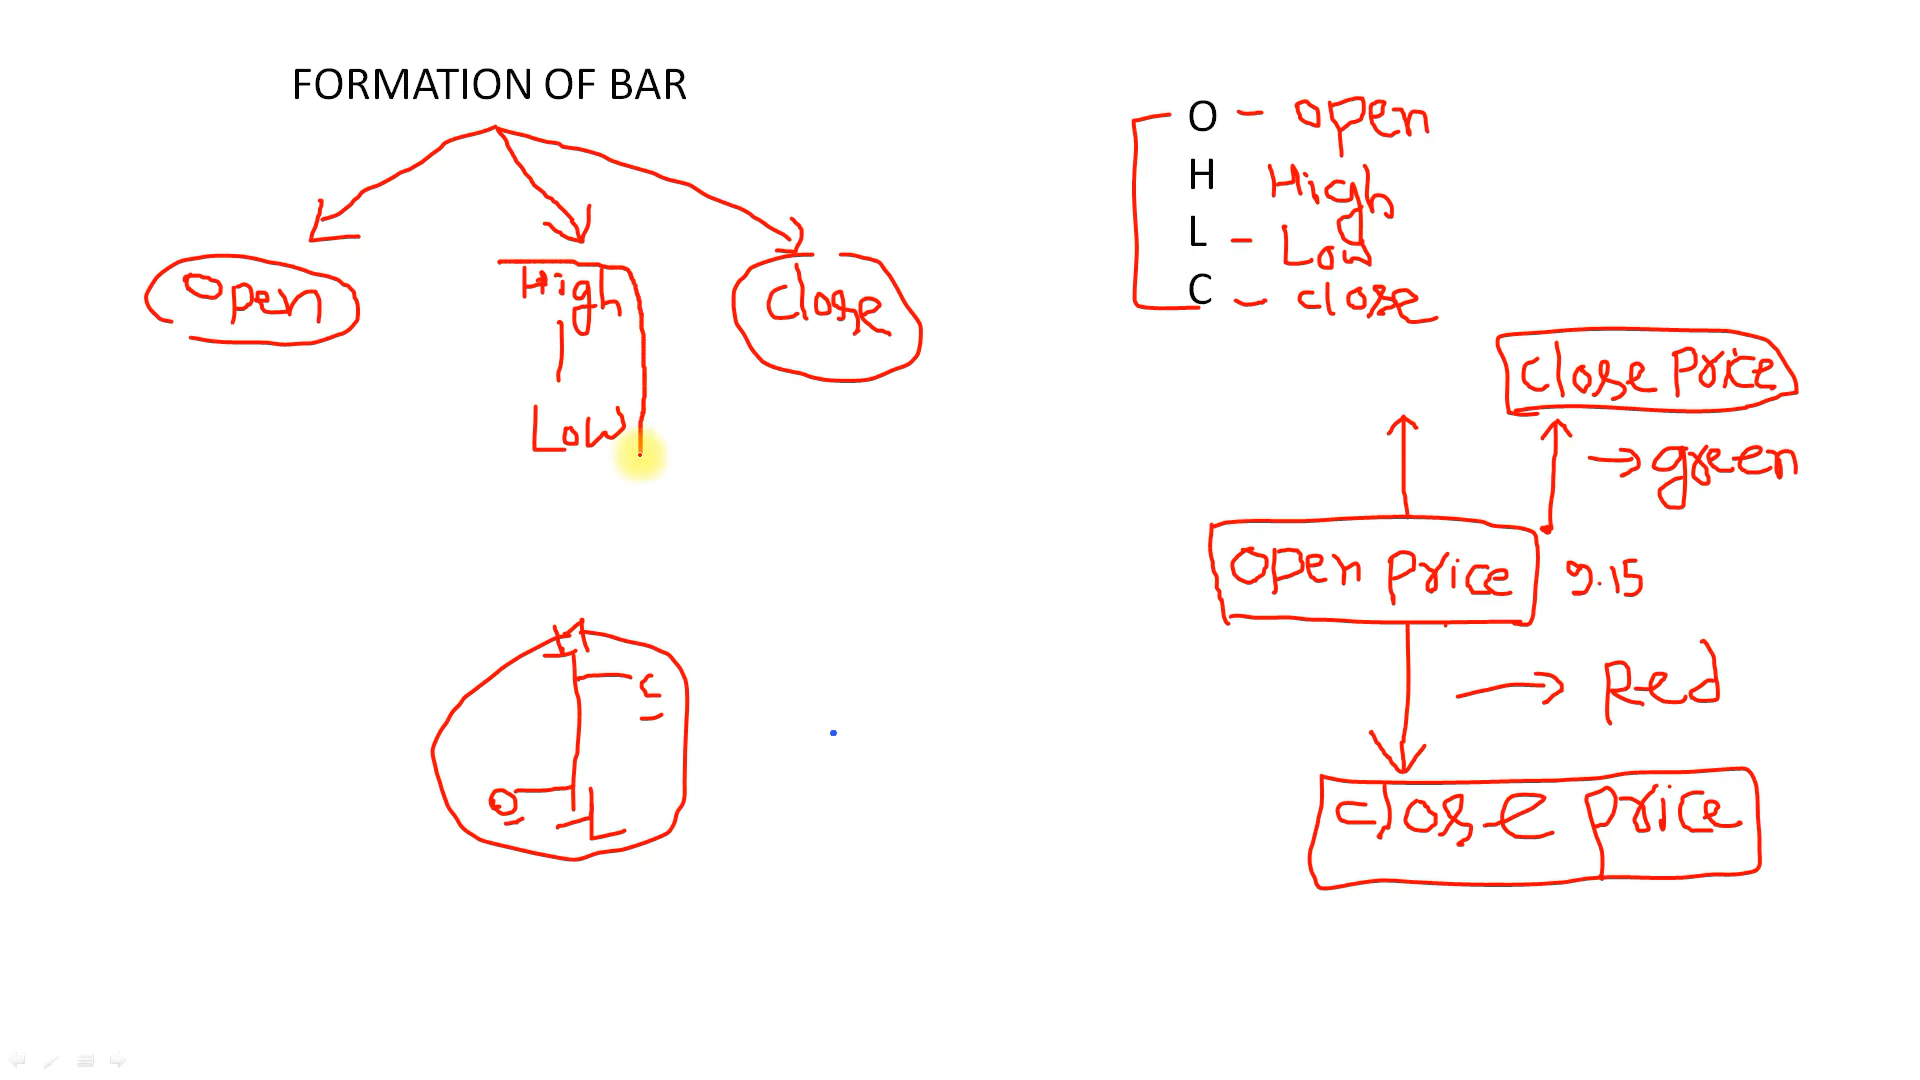 FORMATION OF BAR
Open
High
Low
Close
O - open
H High
L - Low
C - close
close price
→ green
open price 9.15
→ Red
close price
H
C
O
L